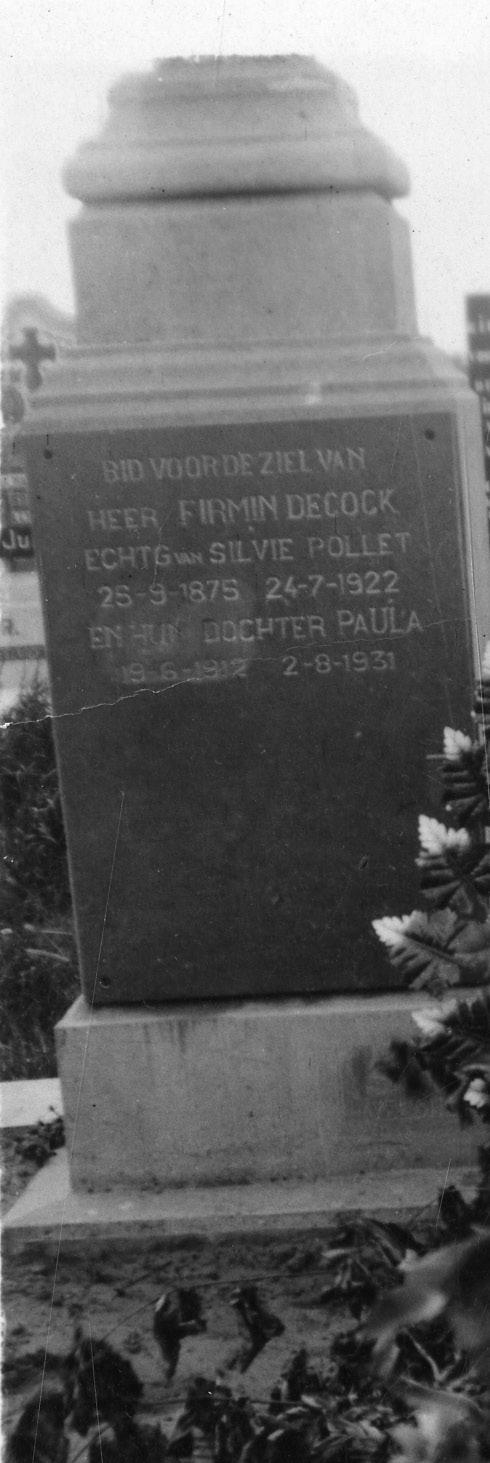 BID VOOR DE ZIEL VAN
HEER FIRMIN DECOCK
ECHTG VAN SILVIE POLLET
25-9-1875 24-7-1922
EN HUN DOCHTER PAULA
19-6-1912 2-8-1931
Ju